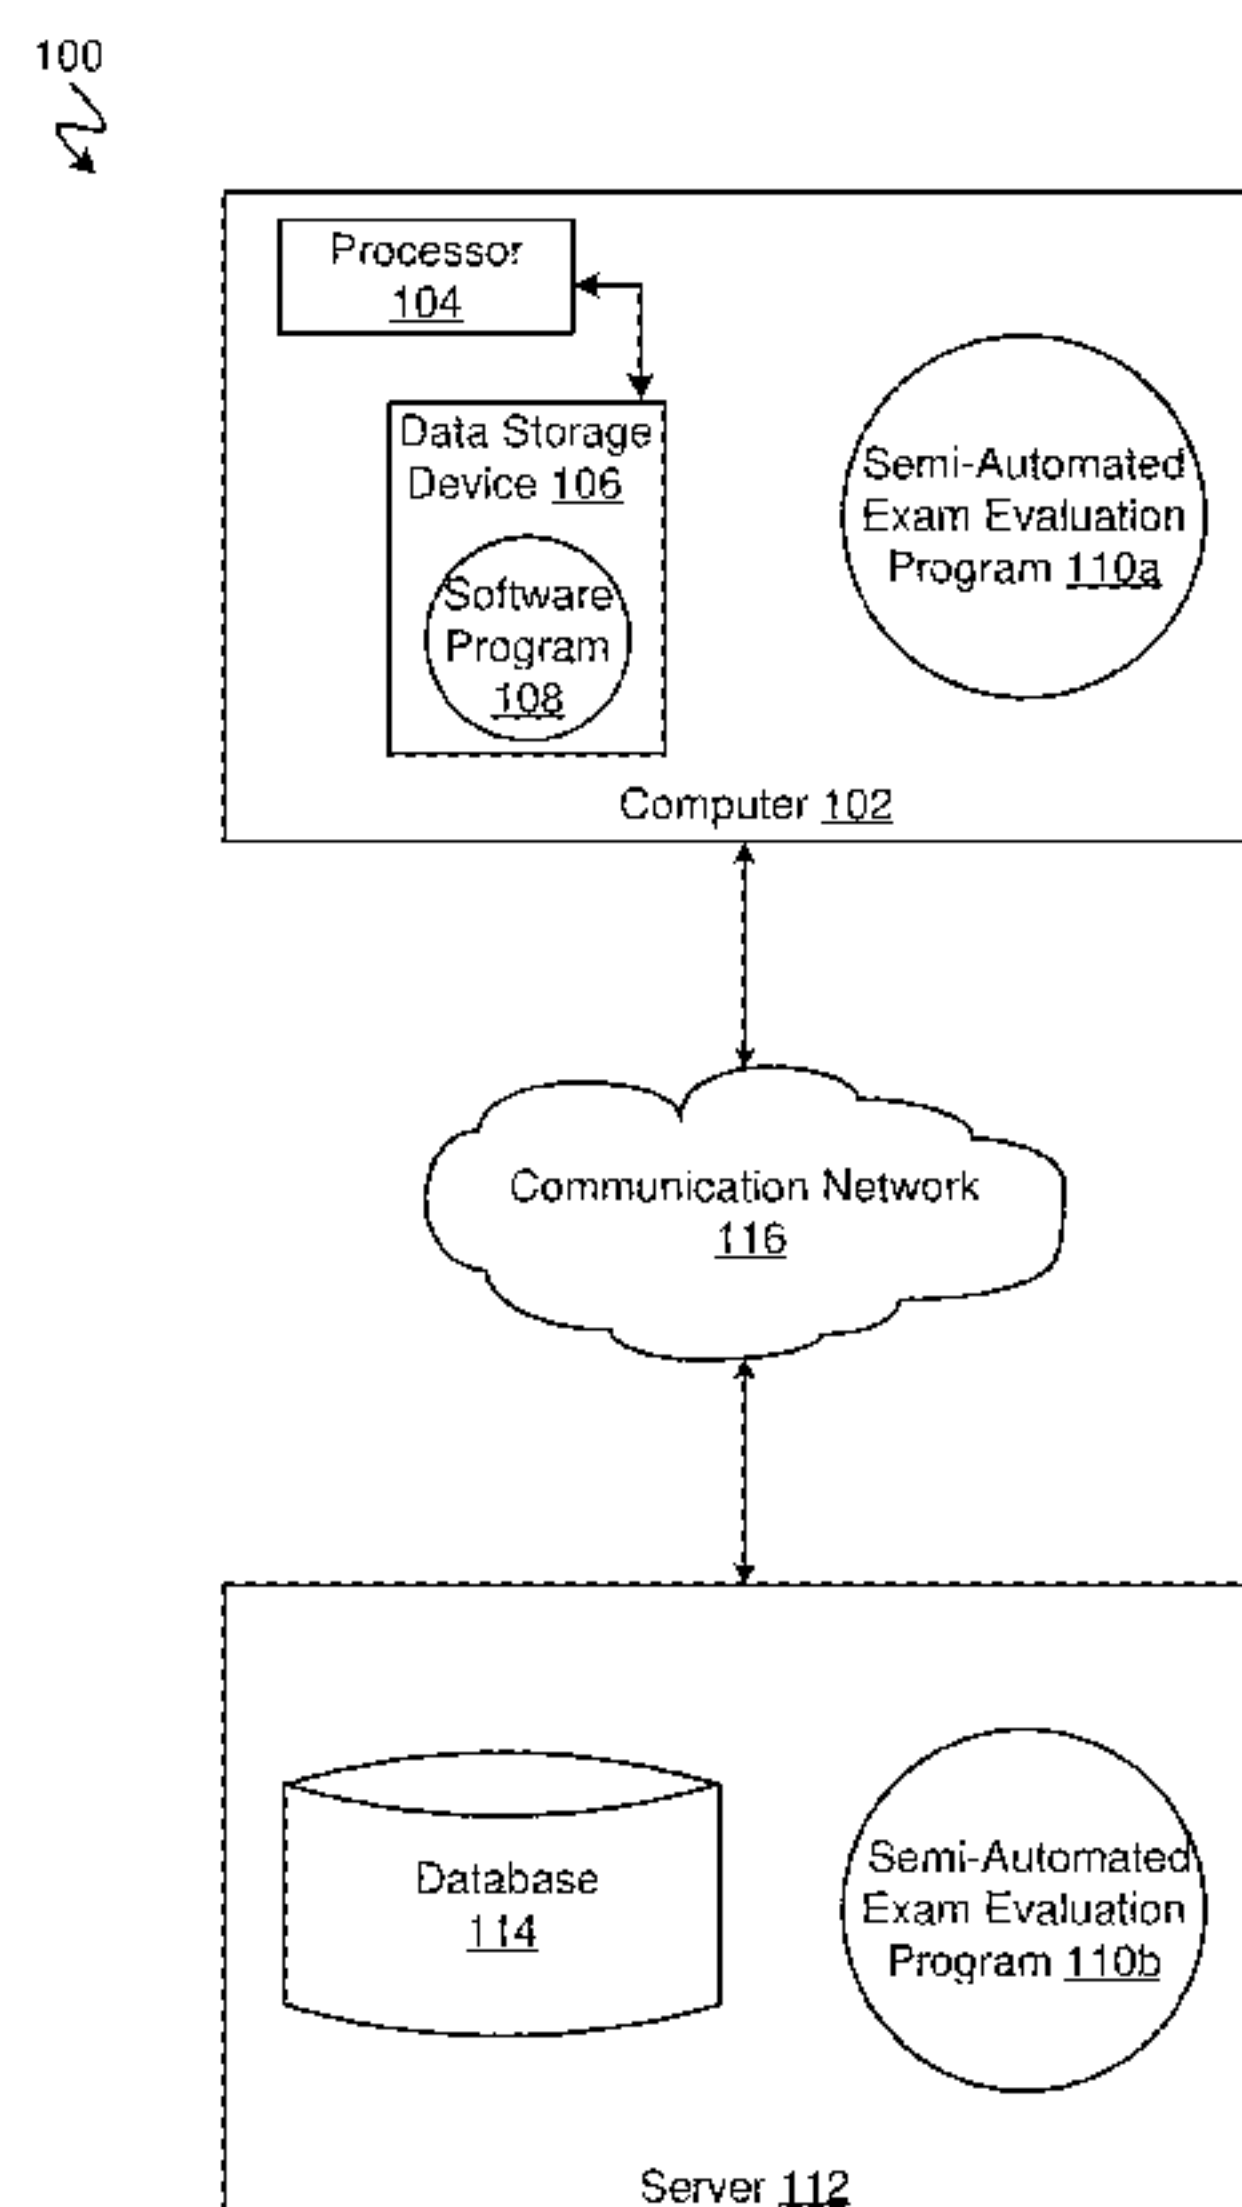 100
Processor
104
Data Storage
Device 106
Software
Program
108
Semi-Automated
Exam Evaluation
Program 110a
Computer 102
Communication Network
116
Database
114
Semi-Automated
Exam Evaluation
Program 110b
Server 112